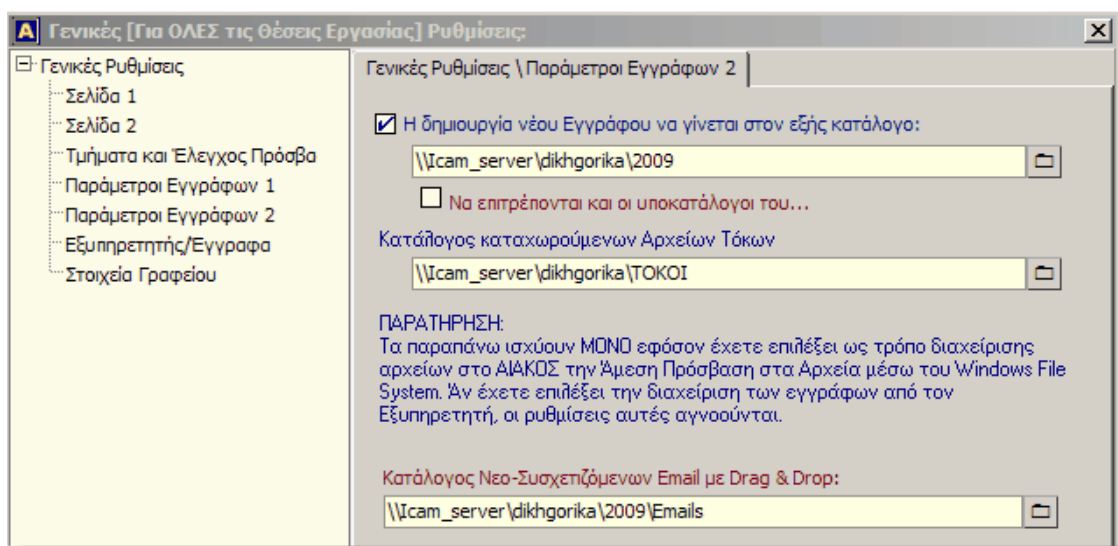 A Γενικές [Για ΟΛΕΣ τις Θέσεις Εργασίας] Ρυθμίσεις:
Γενικές Ρυθμίσεις
Σελίδα 1
Σελίδα 2
Τμήματα και Έλεγχος Πρόσβα
Παράμετροι Εγγράφων 1
Παράμετροι Εγγράφων 2
Εξυπηρετητής/Έγγραφα
Στοιχεία Γραφείου
Γενικές Ρυθμίσεις \ Παράμετροι Εγγράφων 2
Η δημιουργία νέου Εγγράφου να γίνεται στον εξής κατάλογο:
\\Icam_server\dikhgorika\2009
Να επιτρέπονται και οι υποκατάλογοι του...
Κατάλογος καταχωρούμενων Αρχείων Τόκων
\\Icam_server\dikhgorika\TOKOI
ΠΑΡΑΤΗΡΗΣΗ:
Τα παραπάνω ισχύουν ΜΟΝΟ εφόσον έχετε επιλέξει ως τρόπο διαχείρισης
αρχείων στο ΑΙΑΚΟΣ την Άμεση Πρόσβαση στα Αρχεία μέσω του Windows File
System. Άν έχετε επιλέξει την διαχείριση των εγγράφων από τον
Εξυπηρετητή, οι ρυθμίσεις αυτές αγνοούνται.
Κατάλογος Νεο-Συσχετιζόμενων Email με Drag & Drop:
\\Icam_server\dikhgorika\2009\Emails